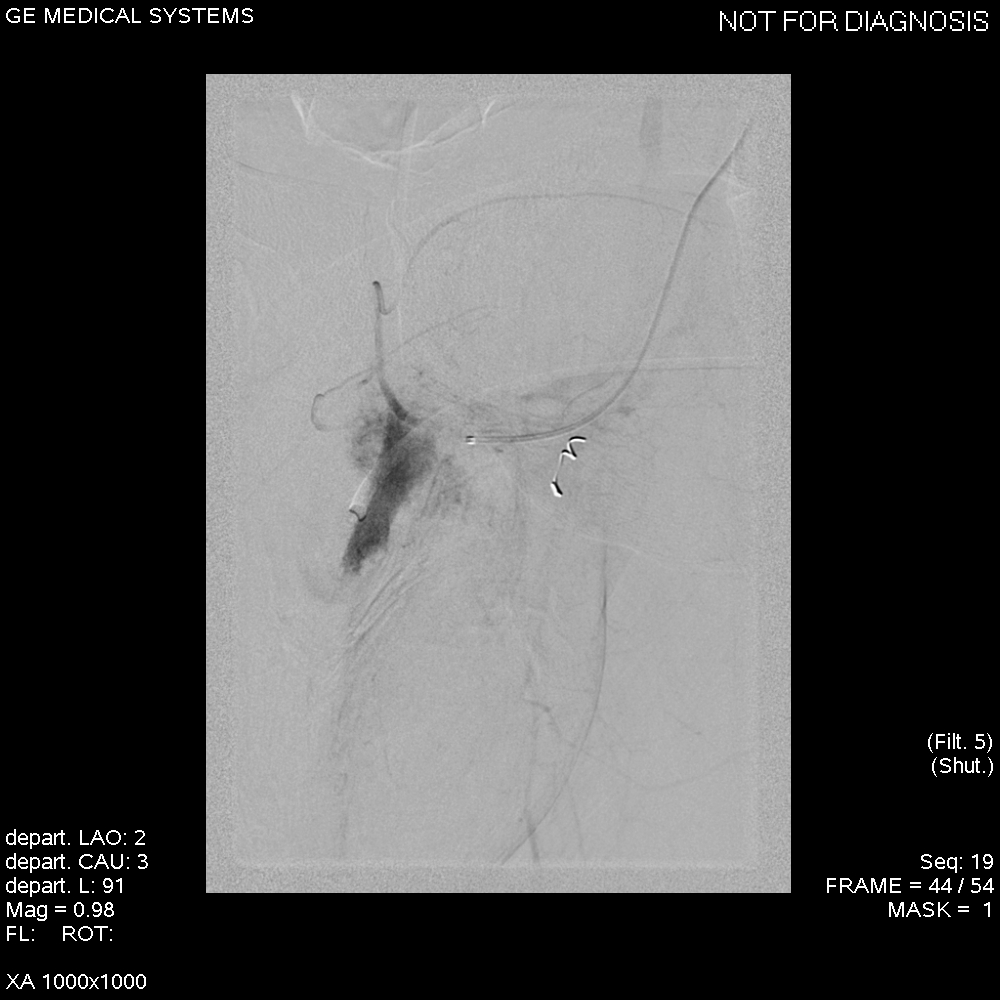 GE MEDICAL SYSTEMS
NOT FOR DIAGNOSIS
(Filt. 5)
(Shut.)
depart. LAO: 2
depart. CAU: 3
depart. L: 91
Mag = 0.98
FL: ROT:
XA 1000x1000
Seq: 19
FRAME = 44 / 54
MASK = 1